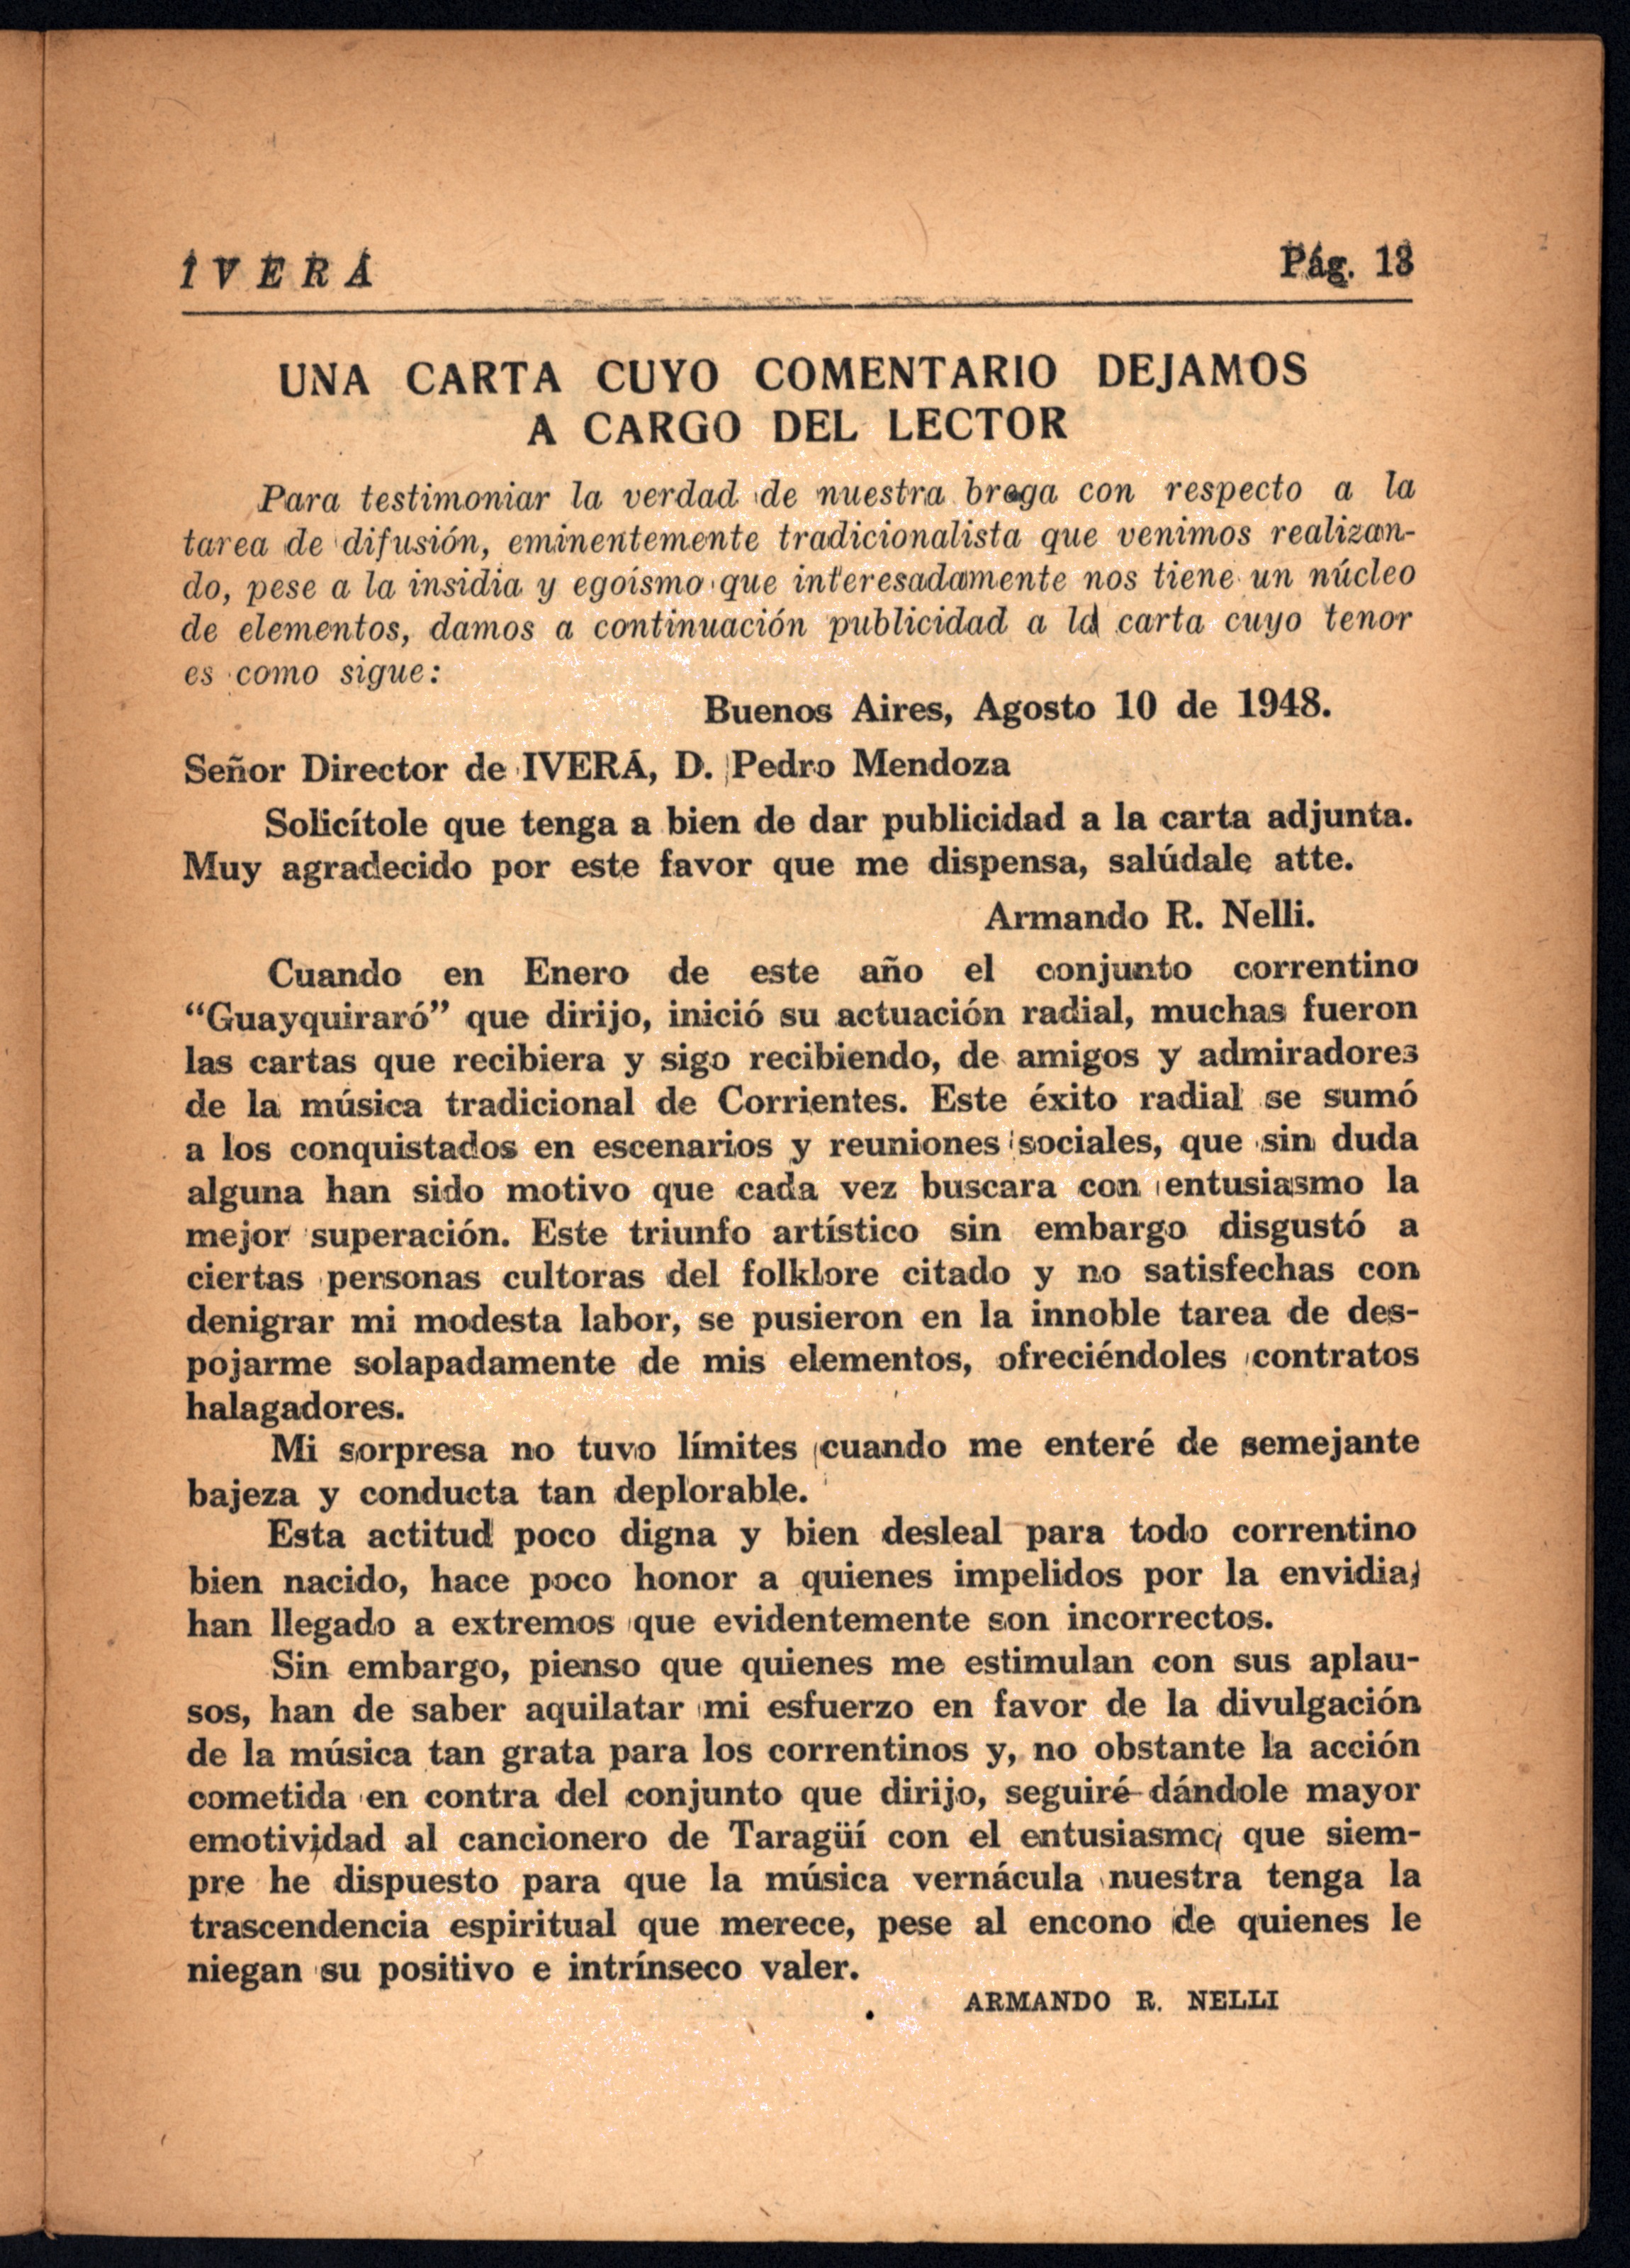 IVERÁ
Pág. 13
UNA CARTA CUYO COMENTARIO DEJAMOS
A CARGO DEL LECTOR
Para testimoniar la verdad de nuestra brega con respecto a la
tarea de difusión, eminentemente tradicionalista que venimos realizan-
do, pese a la insidia y egoísmo que interesadamente nos tiene un núcleo
de elementos, damos a continuación publicidad a la carta cuyo tenor
es como sigue:
Buenos Aires, Agosto 10 de 1948.
Señor Director de IVERÁ, D. Pedro Mendoza
Solicítole que tenga a bien de dar publicidad a la carta adjunta.
Muy agradecido por este favor que me dispensa, salúdale atte.
Armando R. Nelli.
Cuando en Enero de este año el conjunto correntino
“Guayquiraró” que dirijo, inició su actuación radial, muchas fueron
las cartas que recibiera y sigo recibiendo, de amigos y admiradores
de la música tradicional de Corrientes. Este éxito radial se sumó
a los conquistados en escenarios y reuniones sociales, que sin duda
alguna han sido motivo que cada vez buscara con entusiasmo la
mejor superación. Este triunfo artístico sin embargo disgustó a
ciertas personas cultoras del folklore citado y no satisfechas con
denigrar mi modesta labor, se pusieron en la innoble tarea de des-
pojarme solapadamente de mis elementos, ofreciéndoles contratos
halagadores.
Mi sorpresa no tuvo límites cuando me enteré de semejante
bajeza y conducta tan deplorable.
Esta actitud poco digna y bien desleal para todo correntino
bien nacido, hace poco honor a quienes impelidos por la envidia,
han llegado a extremos que evidentemente son incorrectos.
Sin embargo, pienso que quienes me estimulan con sus aplau-
sos, han de saber aquilatar mi esfuerzo en favor de la divulgación
de la música tan grata para los correntinos y, no obstante la acción
cometida en contra del conjunto que dirijo, seguiré dándole mayor
emotividad al cancionero de Taragüí con el entusiasmo que siem-
pre he dispuesto para que la música vernácula nuestra tenga la
trascendencia espiritual que merece, pese al encono de quienes le
niegan su positivo e intrínseco valer.
ARMANDO R. NELLI